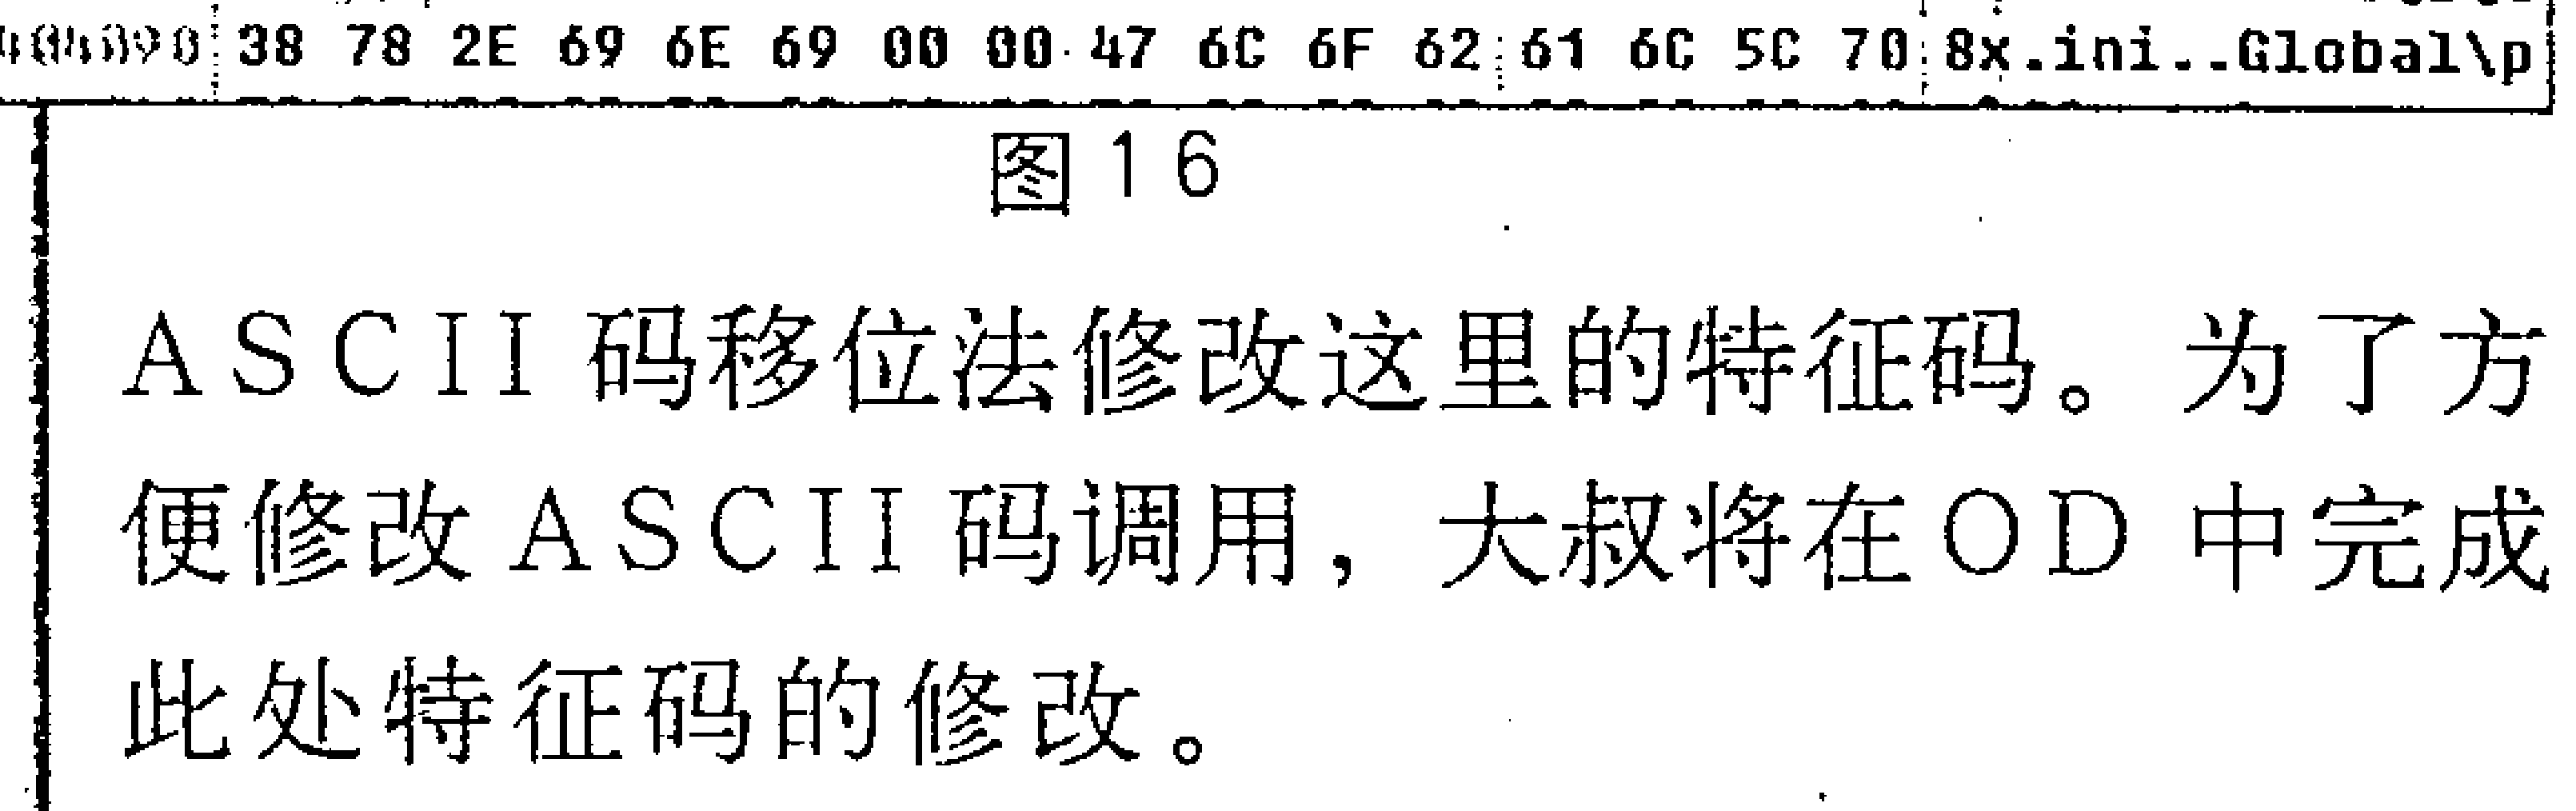 38 78 2E 69 6E 69 00 00 47 6C 6F 62 61 6C 5C 70 8x.ini..Global\p
图16
ASCII码移位法修改这里的特征码。为了方
便修改ASCII码调用，大叔将在OD中完成
此处特征码的修改。